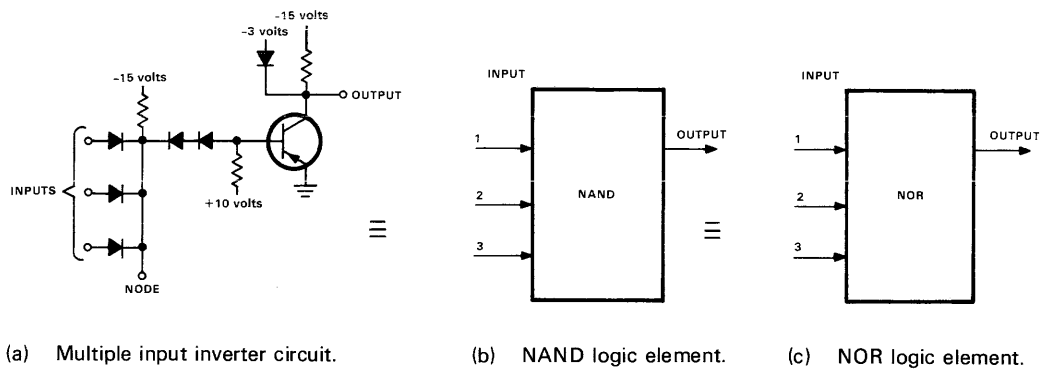 -15 volts
-3 volts
-15 volts
OUTPUT
INPUTS
+10 volts
NODE
INPUT
1
2
3
NAND
OUTPUT
INPUT
1
2
3
NOR
OUTPUT
(a) Multiple input inverter circuit.
(b) NAND logic element.
(c) NOR logic element.